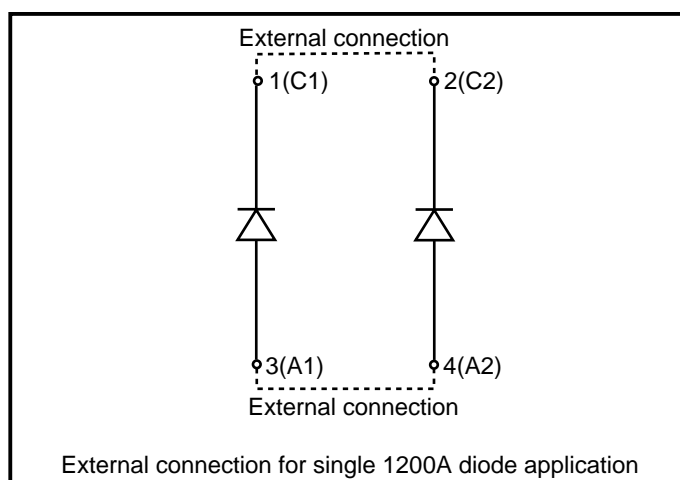 External connection
1(C1)
2(C2)
3(A1)
4(A2)
External connection
External connection for single 1200A diode application